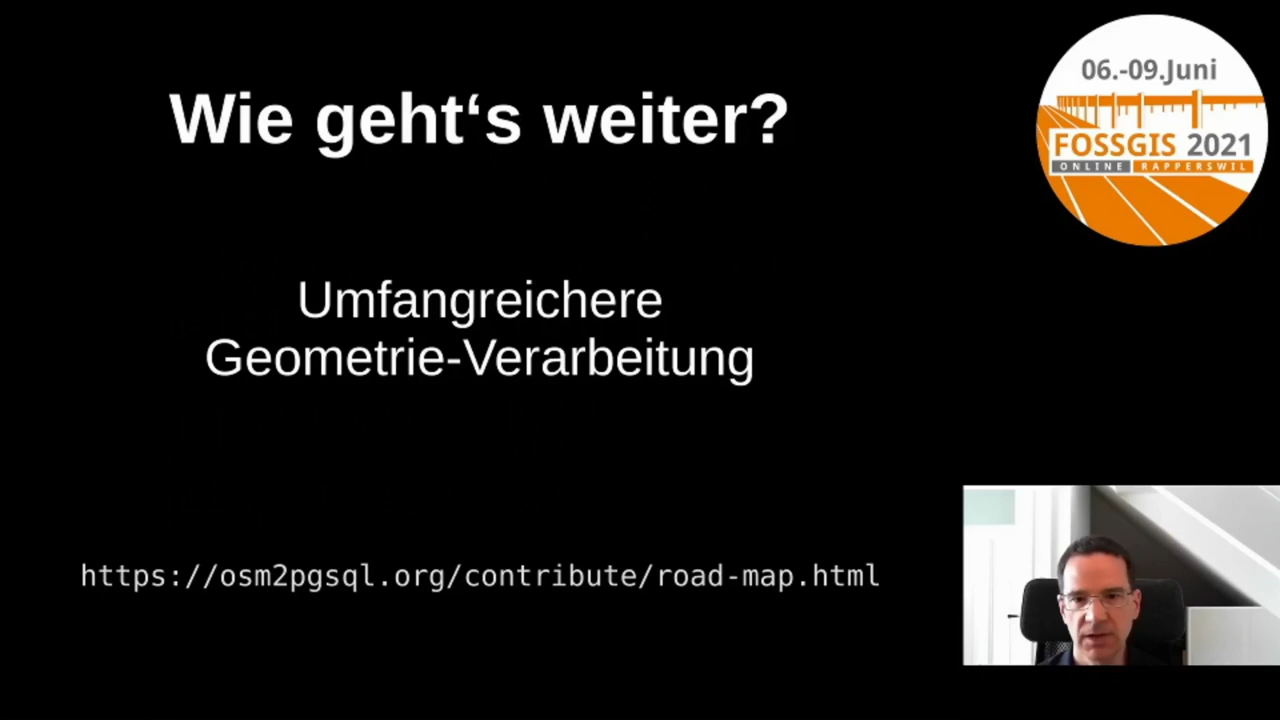 Wie geht‘s weiter?
Umfangreichere
Geometrie-Verarbeitung
https://osm2pgsql.org/contribute/road-map.html
06.-09.Juni
FOSSGIS 2021
ONLINE RAPPERSWIL